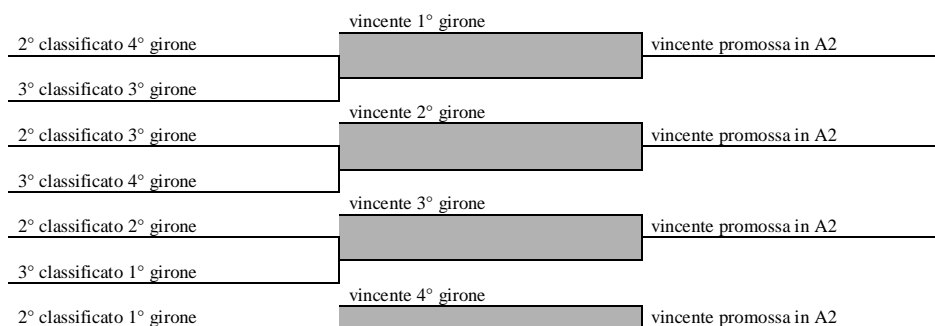 vincente 1° girone
2° classificato 4° girone
vincente promossa in A2
3° classificato 3° girone
vincente 2° girone
2° classificato 3° girone
vincente promossa in A2
3° classificato 4° girone
vincente 3° girone
2° classificato 2° girone
vincente promossa in A2
3° classificato 1° girone
vincente 4° girone
2° classificato 1° girone
vincente promossa in A2